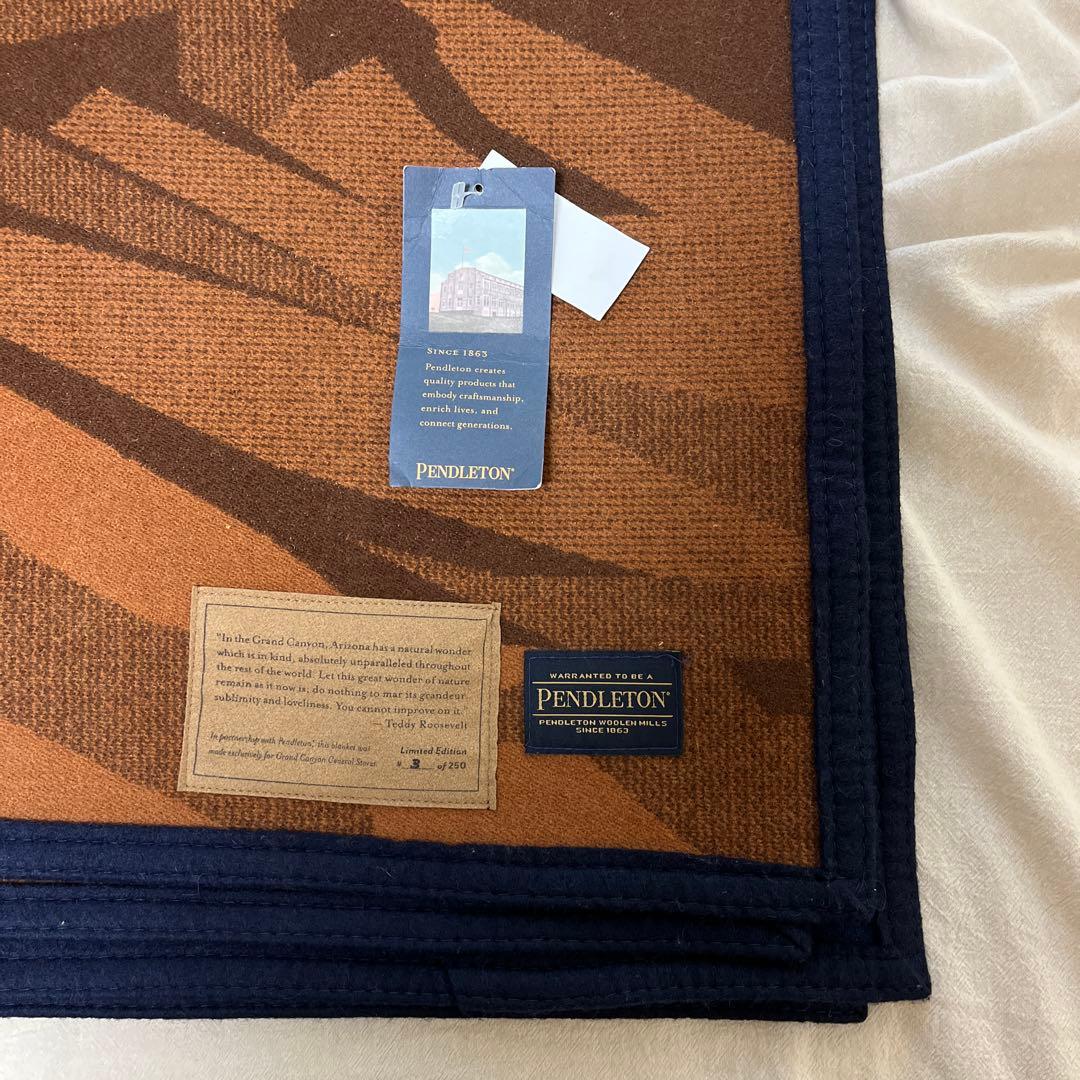 SINCE 1863
Pendleton creates
quality products that
embody craftsmanship,
enrich lives, and
connect generations.
PENDLETON®
"In the Grand Canyon, Arizona has a natural wonder
which is in kind, absolutely unparalleled throughout
the rest of the world. Let this great wonder of nature
remain as it now is, do nothing to mar its grandeur
sublimity and loveliness. You cannot improve on it."
— Teddy Roosevelt
In partnership with Pendleton, this blanket was
made exclusively for Grand Canyon General Stores.
Limited Edition
# 3 of 250
WARRANTED TO BE A
PENDLETON®
PENDLETON WOOLEN MILLS
SINCE 1863